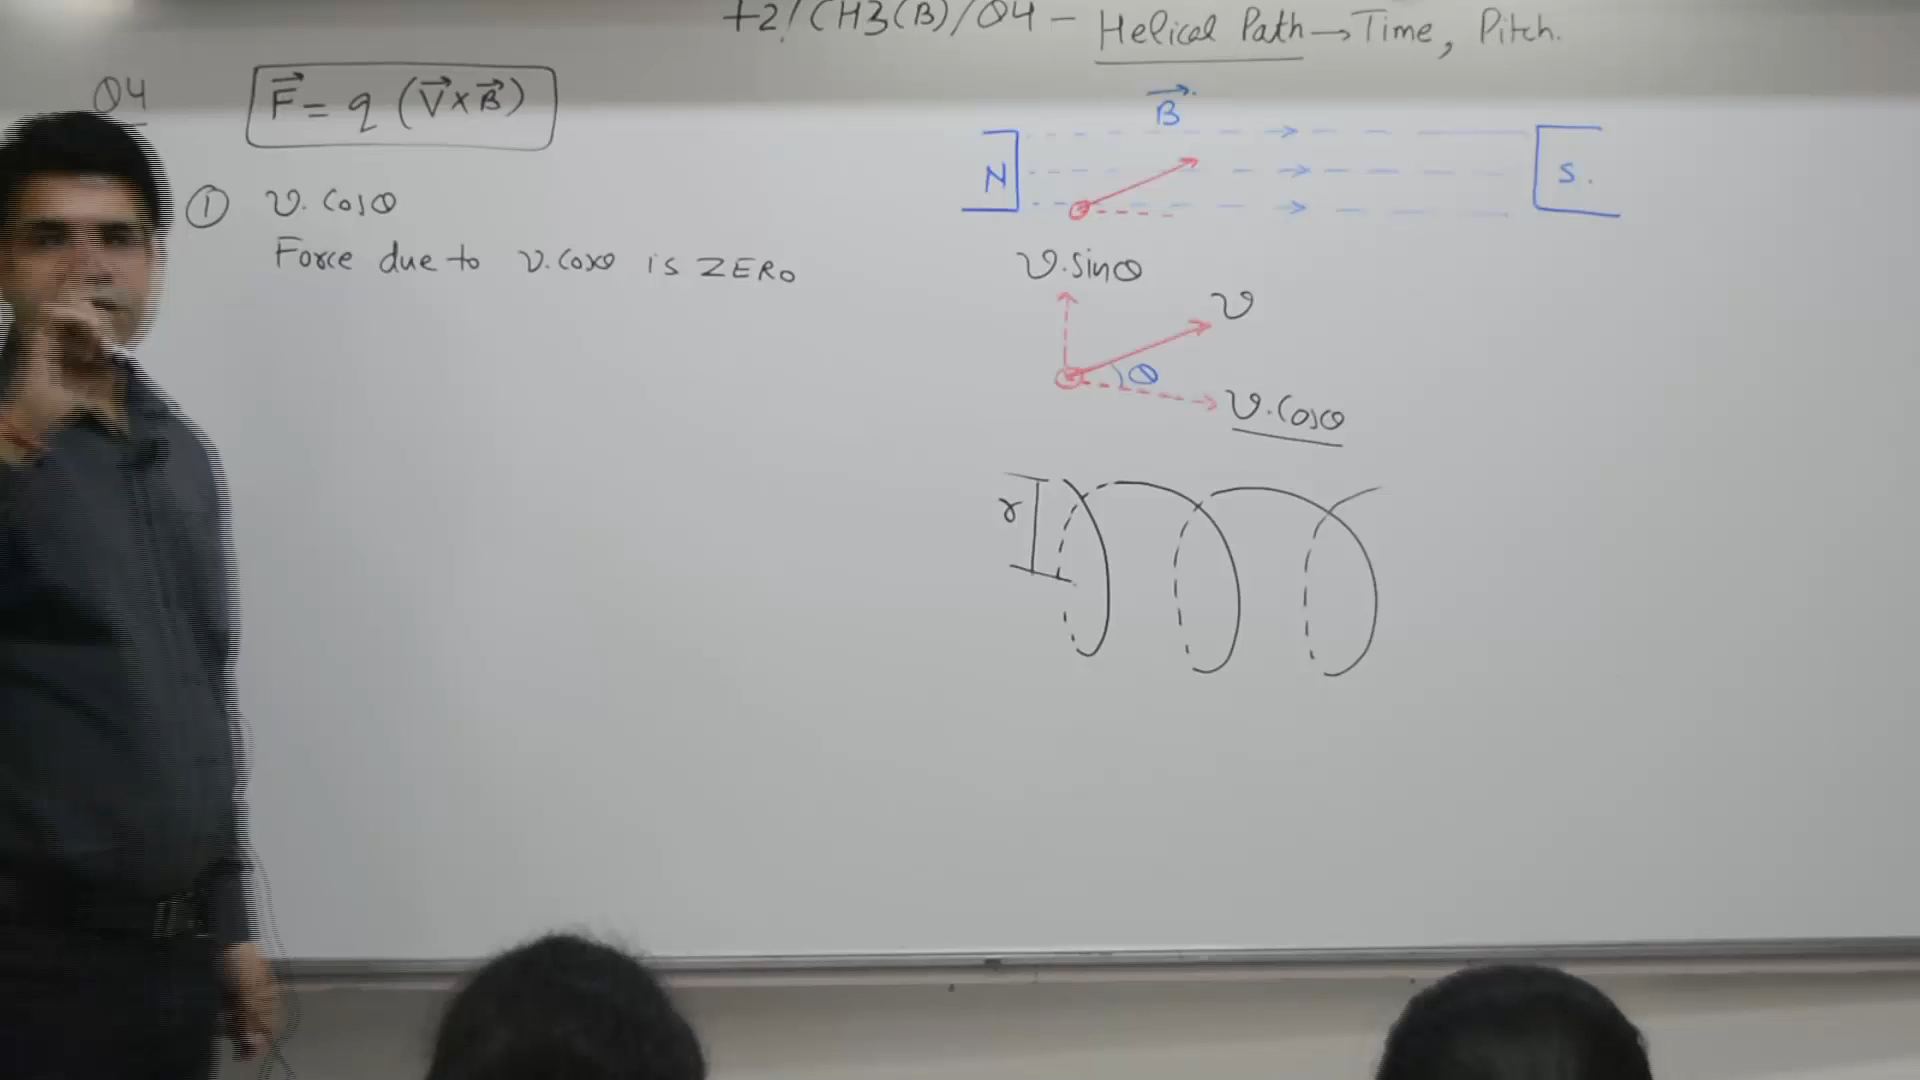 +2/CH3(B)/Q4 - Helical Path → Time, Pitch.
Q4
F⃗ = q (V⃗ × B⃗)
① v. Cosθ
Force due to v. Cosθ is ZERO
B⃗
N
S.
v. sinθ
v
θ
v. Cosθ
r